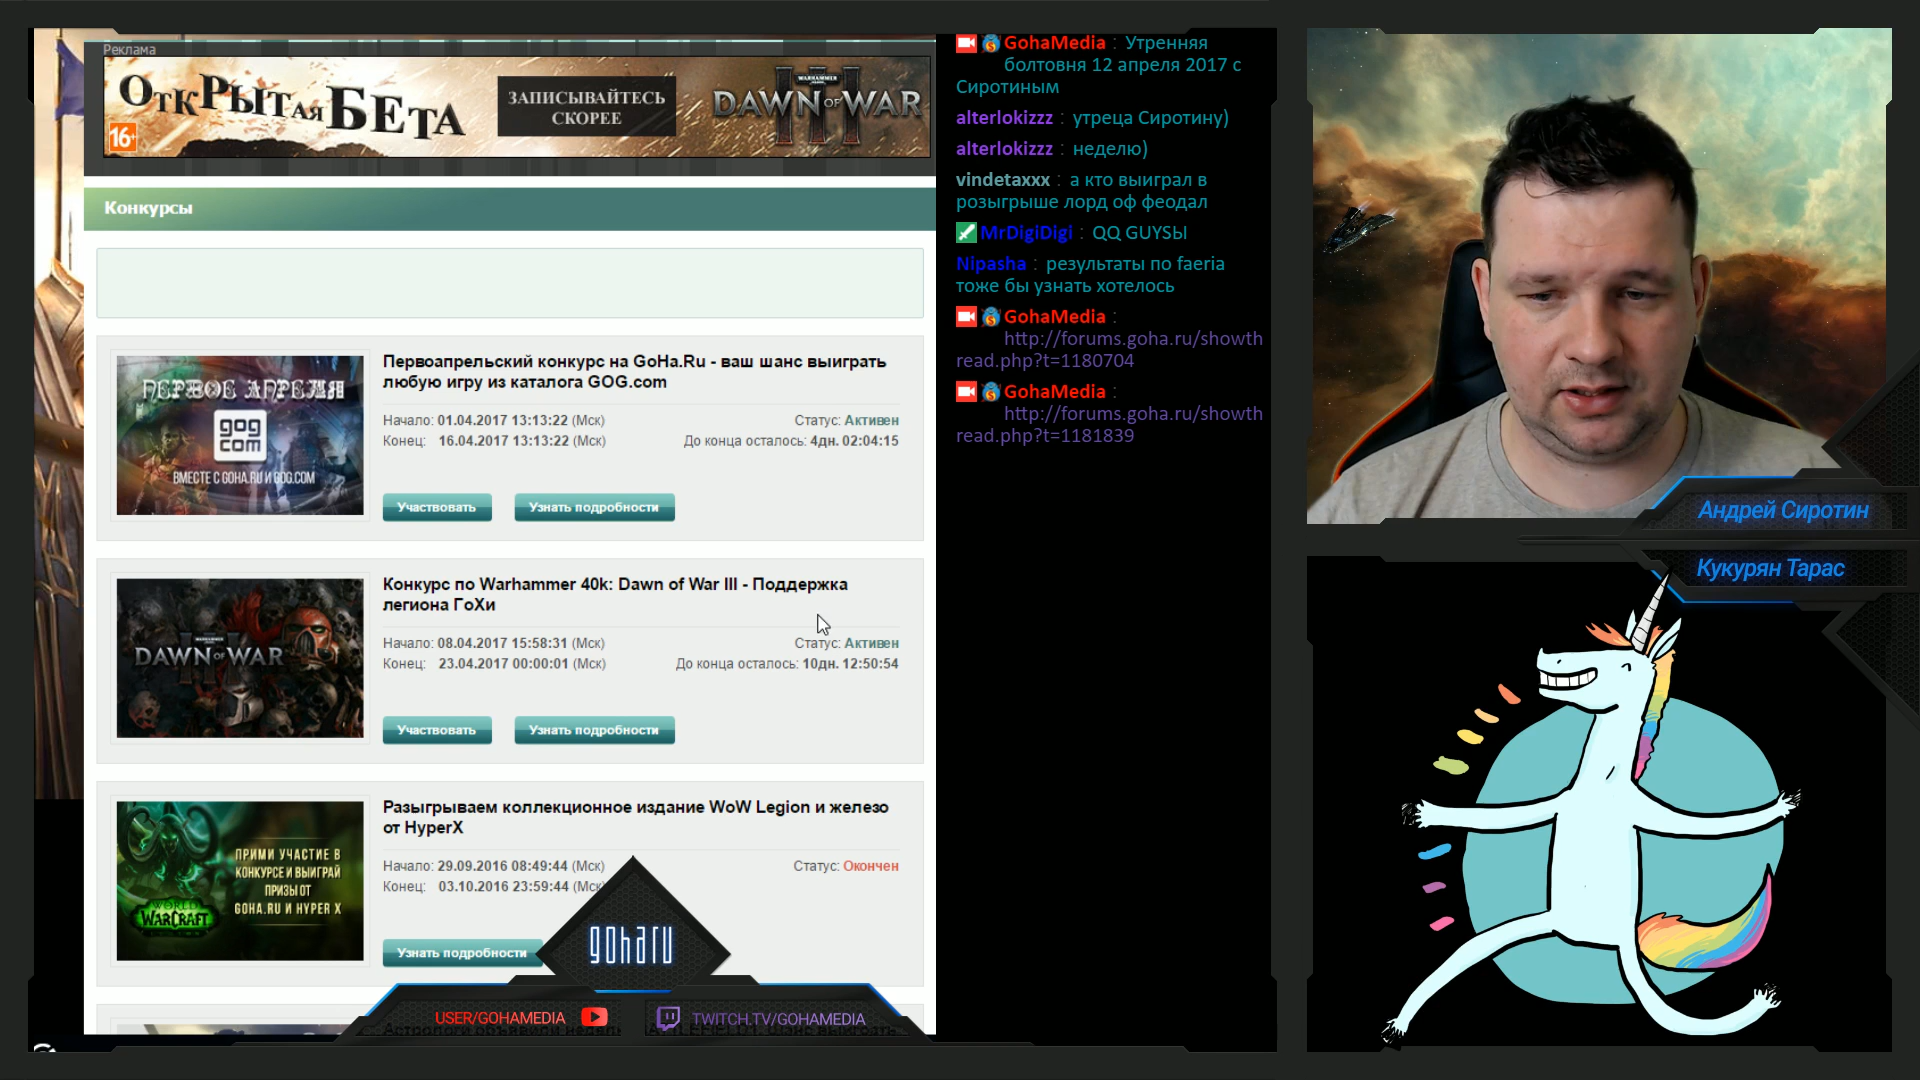 Реклама
ОТКРЫТАЯ БЕТА
16+
ЗАПИСЫВАЙТЕСЬ
СКОРЕЕ
WARHAMMER
DAWN OF WAR
III
Конкурсы
ПЕРВОЕ АПРЕЛЯ
gog
com
ВМЕСТЕ С GOHA.RU И GOG.COM
Первоапрельский конкурс на GoHa.Ru - ваш шанс выиграть
любую игру из каталога GOG.com
Начало: 01.04.2017 13:13:22 (Мск)
Статус: Активен
Конец: 16.04.2017 13:13:22 (Мск)
До конца осталось: 4дн. 02:04:15
Участвовать
Узнать подробности
DAWN OF WAR
III
Конкурс по Warhammer 40k: Dawn of War III - Поддержка
легиона ГоХи
Начало: 08.04.2017 15:58:31 (Мск)
Статус: Активен
Конец: 23.04.2017 00:00:01 (Мск)
До конца осталось: 10дн. 12:50:54
Участвовать
Узнать подробности
ПРИМИ УЧАСТИЕ В
КОНКУРСЕ И ВЫИГРАЙ
ПРИЗЫ ОТ
GOHA.RU И HYPER X
WORLD OF
WARCRAFT
Разыгрываем коллекционное издание WoW Legion и железо
от HyperX
Начало: 29.09.2016 08:49:44 (Мск)
Статус: Окончен
Конец: 03.10.2016 23:59:44 (Мск)
Узнать подробности
goharu
USER/GOHAMEDIA
TWITCH.TV/GOHAMEDIA
GohaMedia : Утренняя
болтовня 12 апреля 2017 с
Сиротиным
alterlokizzz : утреца Сиротину)
alterlokizzz : неделю)
vindetaxxx : а кто выиграл в
розыгрыше лорд оф феодал
MrDigiDigi : QQ GUYSЫ
Nipasha : результаты по faeria
тоже бы узнать хотелось
GohaMedia :
http://forums.goha.ru/showth
read.php?t=1180704
GohaMedia :
http://forums.goha.ru/showth
read.php?t=1181839
Андрей Сиротин
Кукурян Тарас